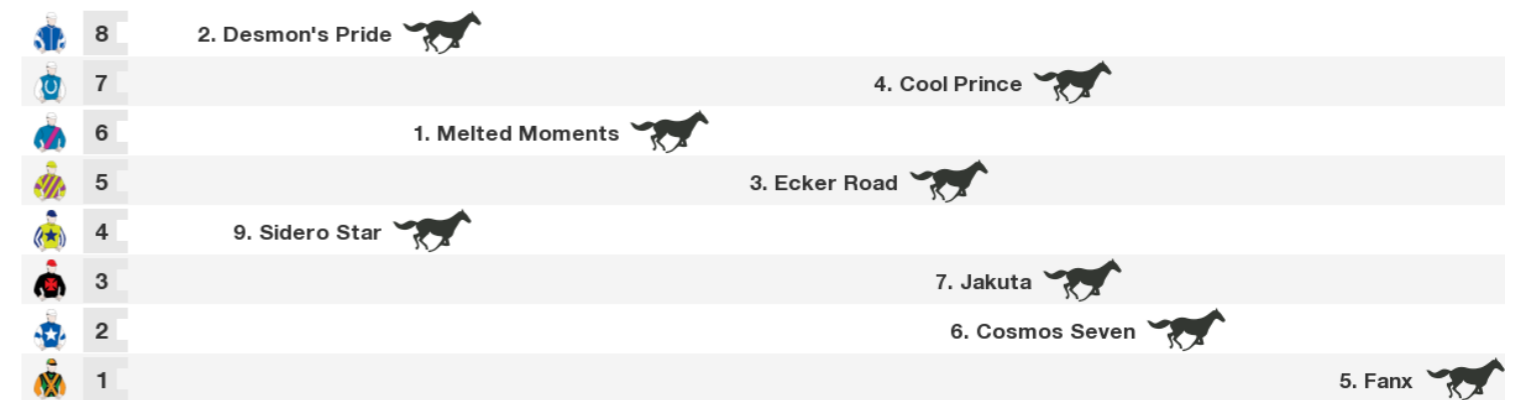 8 2. Desmon's Pride
7 4. Cool Prince
6 1. Melted Moments
5 3. Ecker Road
4 9. Sidero Star
3 7. Jakuta
2 6. Cosmos Seven
1 5. Fanx